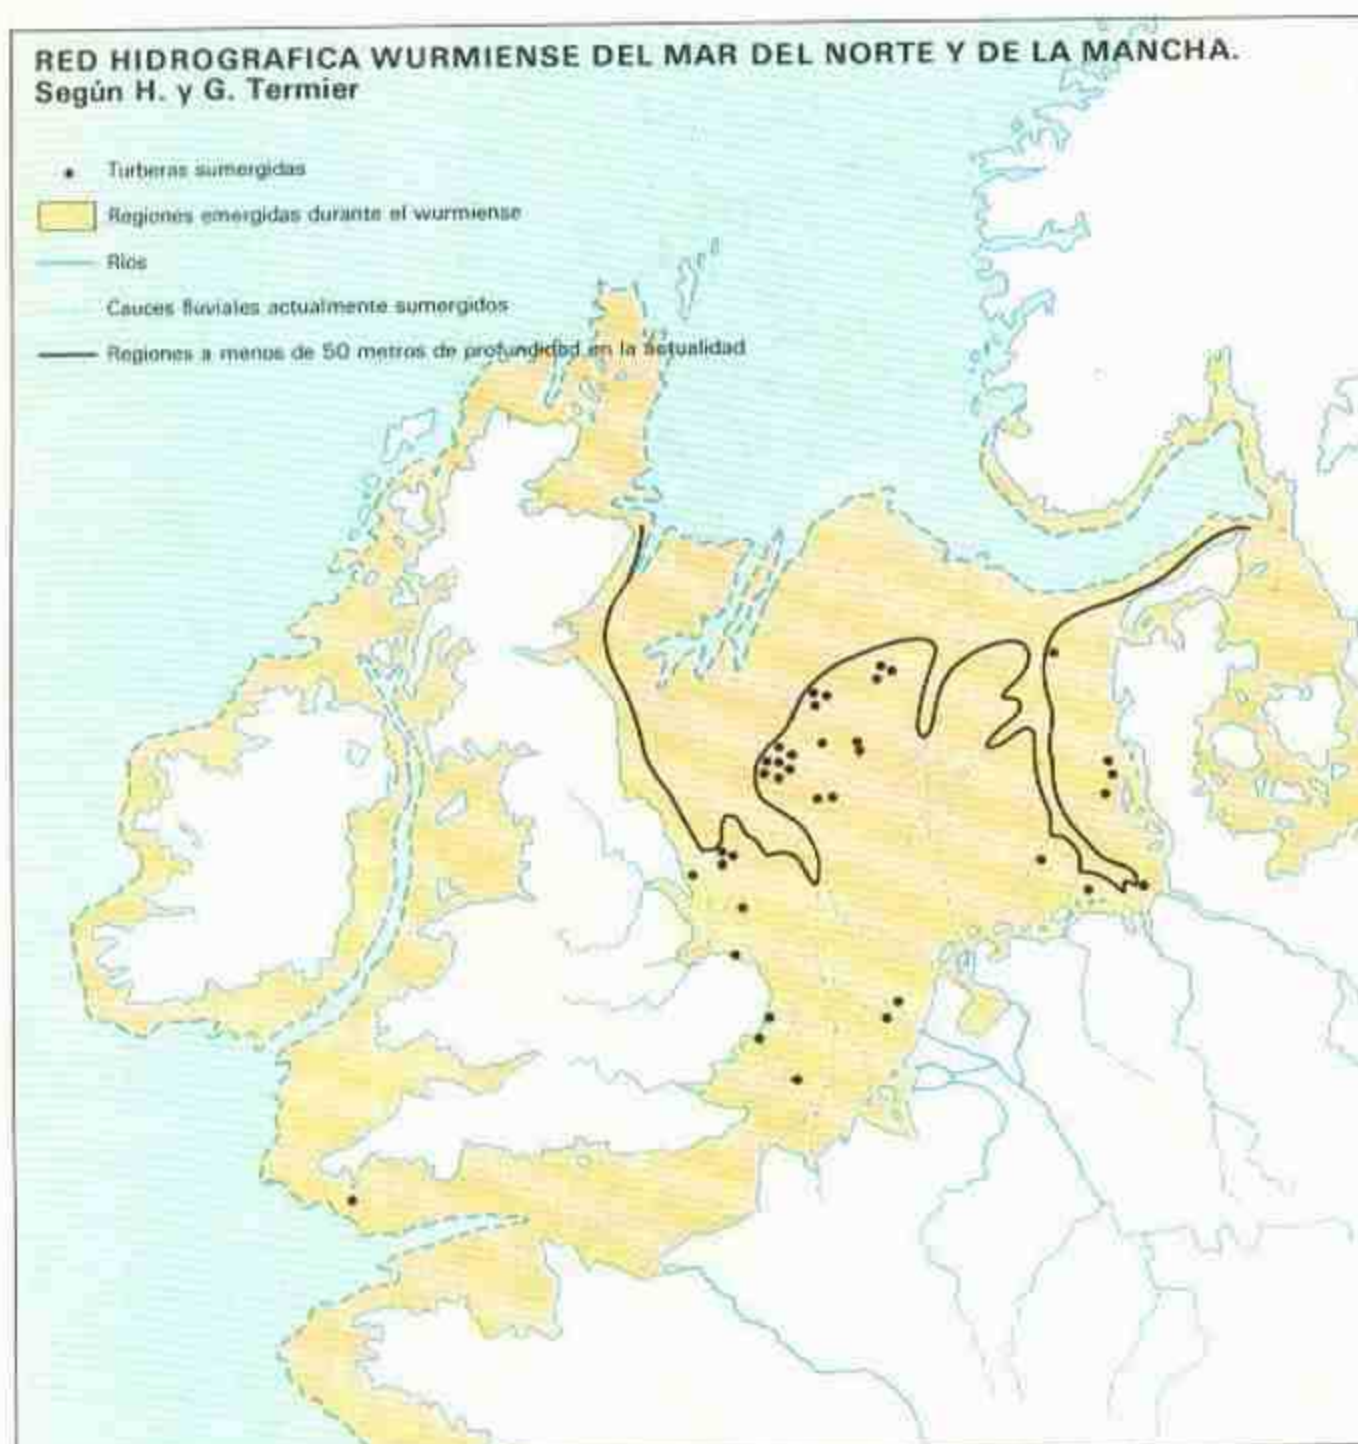 RED HIDROGRAFICA WURMIENSE DEL MAR DEL NORTE Y DE LA MANCHA.
Según H. y G. Termier
Turberas sumergidas
Regiones emergidas durante el wurmiense
Ríos
Cauces fluviales actualmente sumergidos
Regiones a menos de 50 metros de profundidad en la actualidad